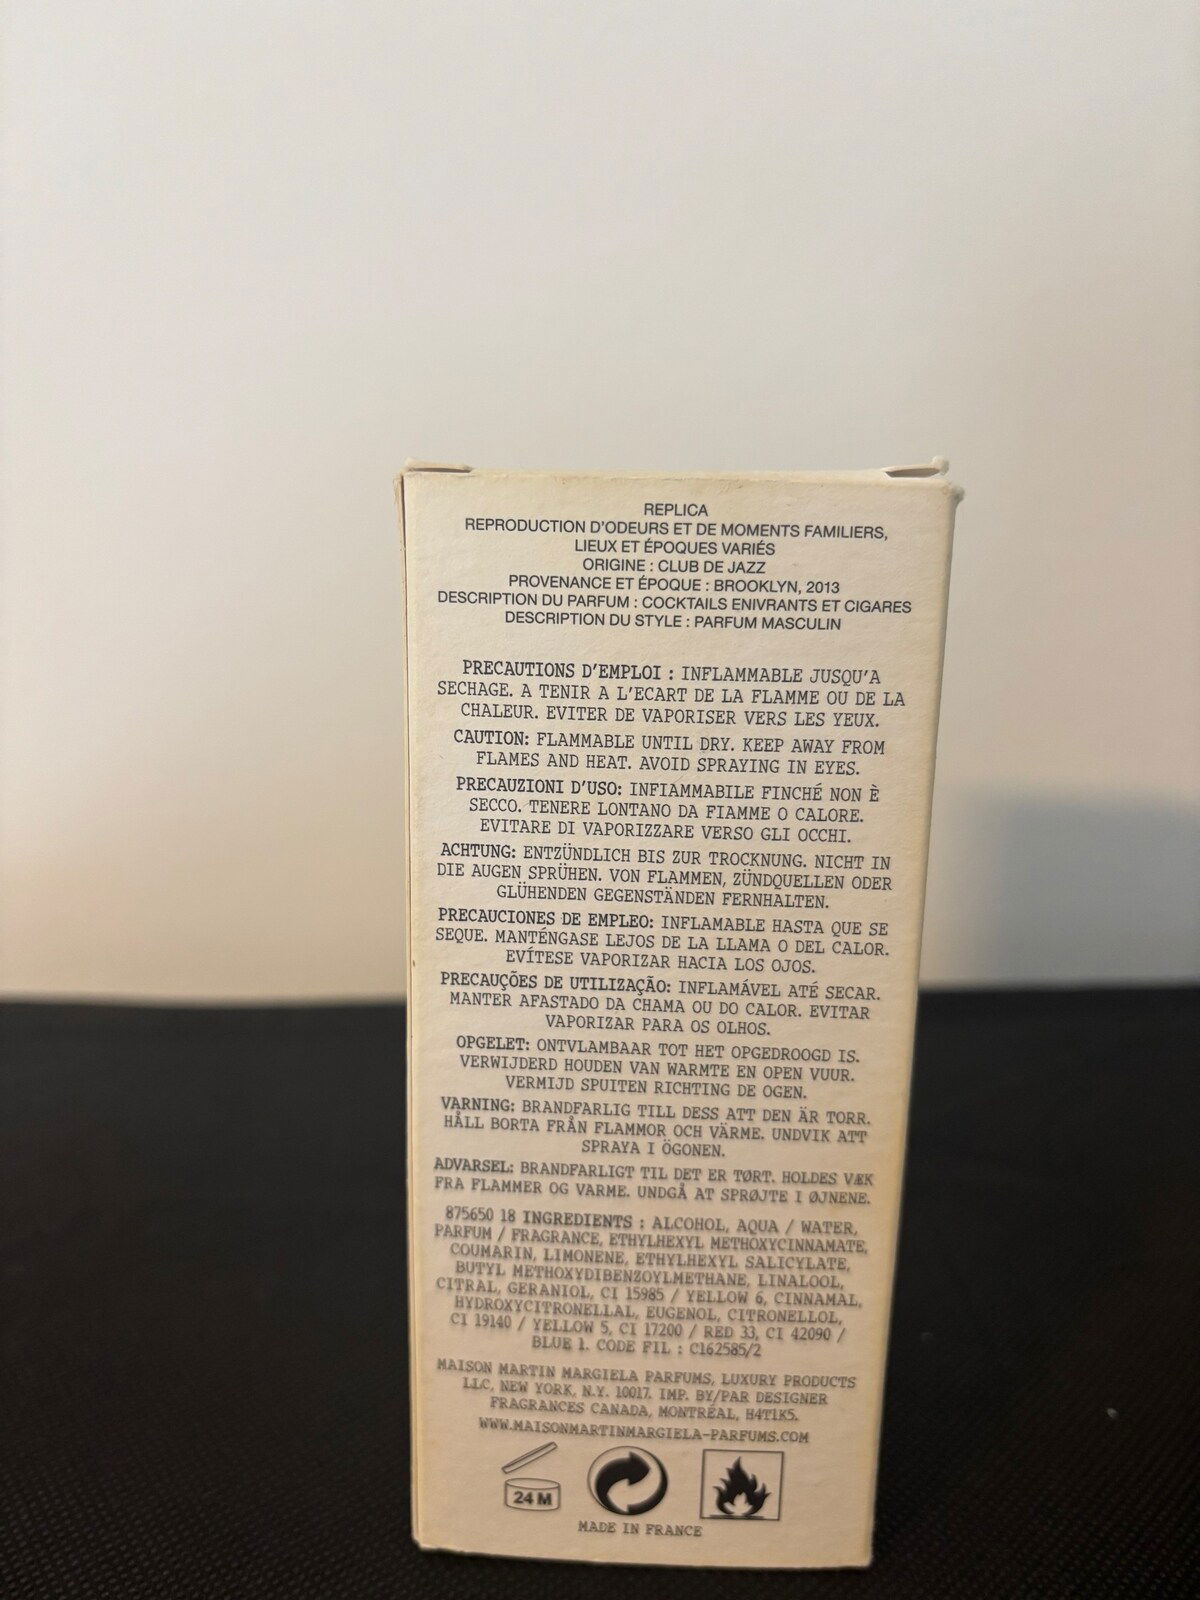 REPLICA
REPRODUCTION D'ODEURS ET DE MOMENTS FAMILIERS,
LIEUX ET ÉPOQUES VARIÉS
ORIGINE : CLUB DE JAZZ
PROVENANCE ET ÉPOQUE : BROOKLYN, 2013
DESCRIPTION DU PARFUM : COCKTAILS ENIVRANTS ET CIGARES
DESCRIPTION DU STYLE : PARFUM MASCULIN
PRECAUTIONS D'EMPLOI : INFLAMMABLE JUSQU'A
SECHAGE. A TENIR A L'ECART DE LA FLAMME OU DE LA
CHALEUR. EVITER DE VAPORISER VERS LES YEUX.
CAUTION: FLAMMABLE UNTIL DRY. KEEP AWAY FROM
FLAMES AND HEAT. AVOID SPRAYING IN EYES.
PRECAUZIONI D'USO: INFIAMMABILE FINCHÉ NON È
SECCO. TENERE LONTANO DA FIAMME O CALORE.
EVITARE DI VAPORIZZARE VERSO GLI OCCHI.
ACHTUNG: ENTZÜNDLICH BIS ZUR TROCKNUNG. NICHT IN
DIE AUGEN SPRÜHEN. VON FLAMMEN, ZÜNDQUELLEN ODER
GLÜHENDEN GEGENSTÄNDEN FERNHALTEN.
PRECAUCIONES DE EMPLEO: INFLAMABLE HASTA QUE SE
SEQUE. MANTÉNGASE LEJOS DE LA LLAMA O DEL CALOR.
EVÍTESE VAPORIZAR HACIA LOS OJOS.
PRECAUÇÕES DE UTILIZAÇÃO: INFLAMÁVEL ATÉ SECAR.
MANTER AFASTADO DA CHAMA OU DO CALOR. EVITAR
VAPORIZAR PARA OS OLHOS.
OPGELET: ONTVLAMBAAR TOT HET OPGEDROOGD IS.
VERWIJDERD HOUDEN VAN WARMTE EN OPEN VUUR.
VERMIJD SPUITEN RICHTING DE OGEN.
VARNING: BRANDFARLIG TILL DESS ATT DEN ÄR TORR.
HÅLL BORTA FRÅN FLAMMOR OCH VÄRME. UNDVIK ATT
SPRAYA I ÖGONEN.
ADVARSEL: BRANDFARLIGT TIL DET ER TØRT. HOLDES VÆK
FRA FLAMMER OG VARME. UNDGÅ AT SPRØJTE I ØJNENE.
875650 18 INGREDIENTS : ALCOHOL, AQUA / WATER,
PARFUM / FRAGRANCE, ETHYLHEXYL METHOXYCINNAMATE,
COUMARIN, LIMONENE, ETHYLHEXYL SALICYLATE,
BUTYL METHOXYDIBENZOYLMETHANE, LINALOOL,
CITRAL, GERANIOL, CI 15985 / YELLOW 6, CINNAMAL,
HYDROXYCITRONELLAL, EUGENOL, CITRONELLOL,
CI 19140 / YELLOW 5, CI 17200 / RED 33, CI 42090 /
BLUE 1. CODE FIL : C162585/2
MAISON MARTIN MARGIELA PARFUMS, LUXURY PRODUCTS
LLC, NEW YORK, N.Y. 10017. IMP. BY/PAR DESIGNER
FRAGRANCES CANADA, MONTRÉAL, H4T1K5.
WWW.MAISONMARTINMARGIELA-PARFUMS.COM
24 M
MADE IN FRANCE